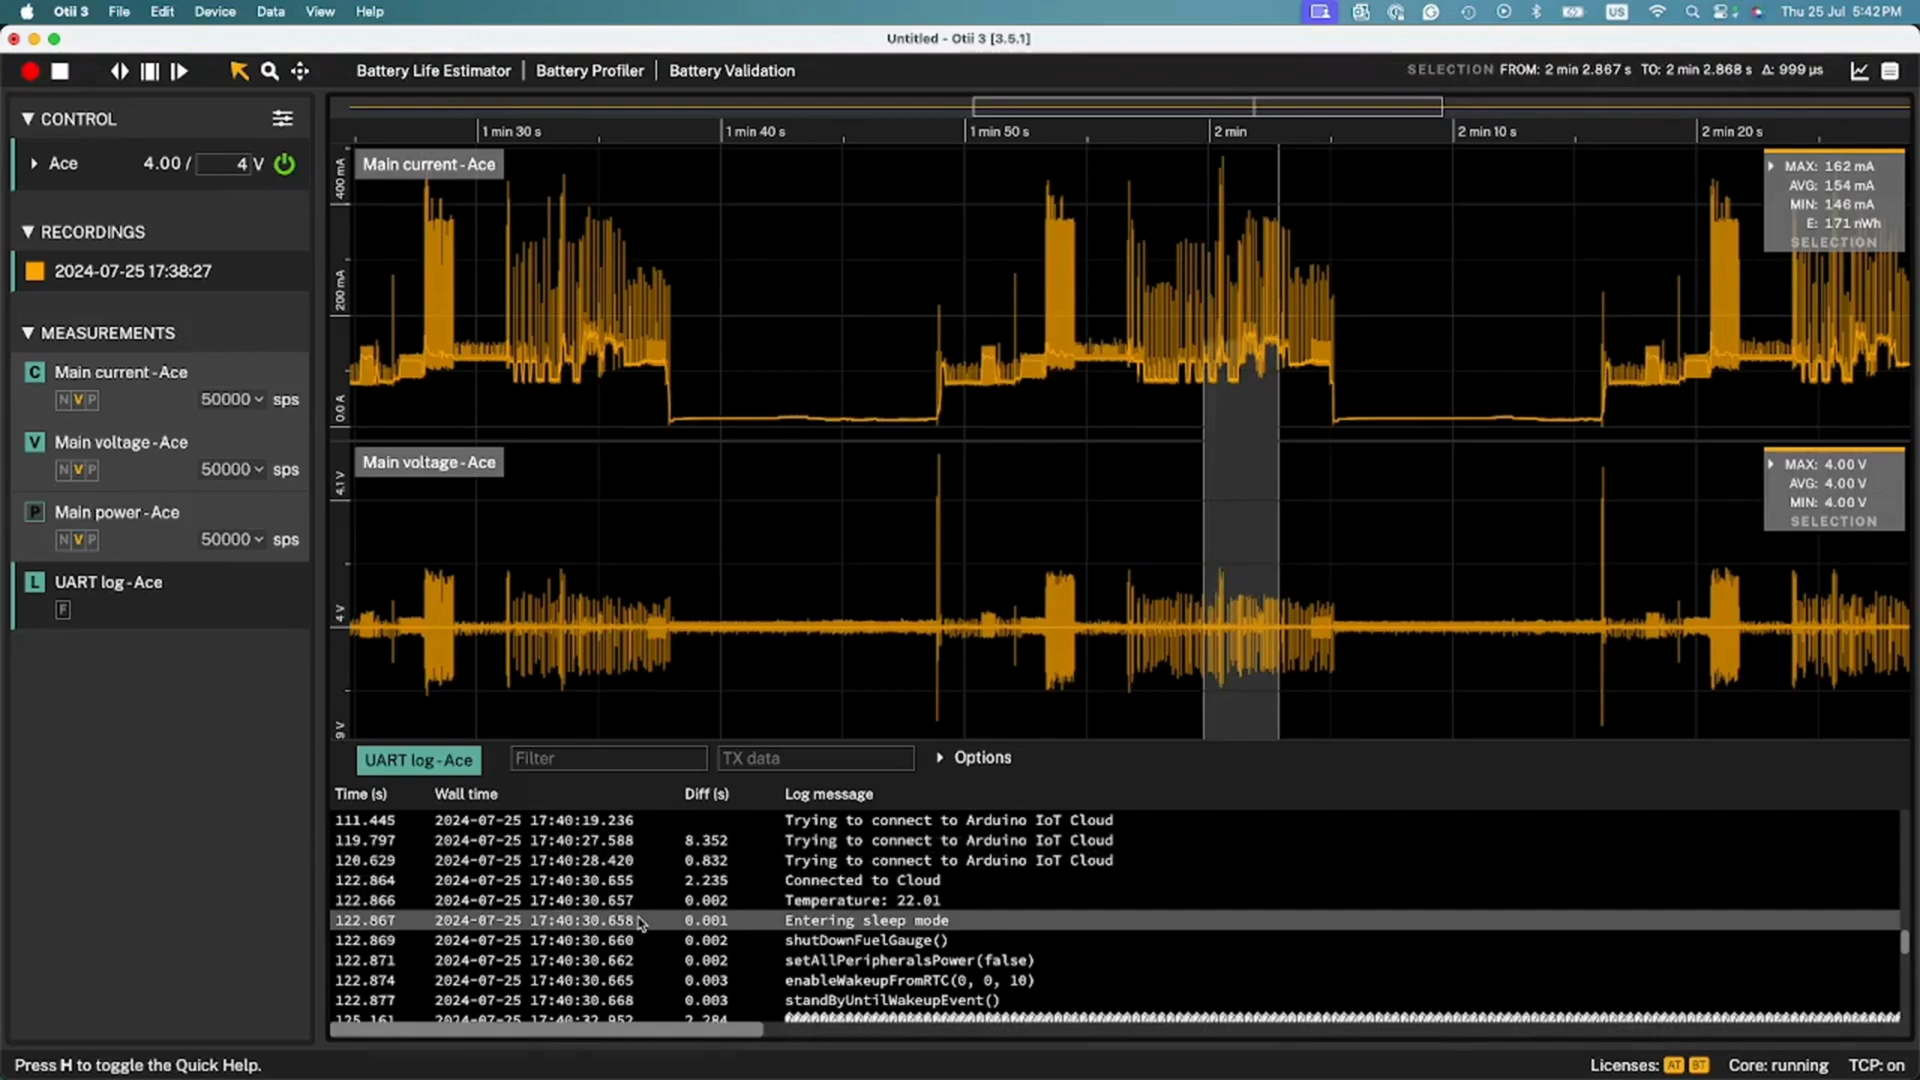 Otii 3 File Edit Device Data View Help US Thu 25 Jul 5:42 PM
Untitled - Otii 3 [3.5.1]
Battery Life Estimator | Battery Profiler | Battery Validation SELECTION FROM: 2 min 2.867 s TO: 2 min 2.868 s Δ: 999 µs
CONTROL
Ace 4.00 / 4 V
RECORDINGS
2024-07-25 17:38:27
MEASUREMENTS
C Main current - Ace
N V P 50000 sps
V Main voltage - Ace
N V P 50000 sps
P Main power - Ace
N V P 50000 sps
L UART log - Ace
F
1 min 30 s 1 min 40 s 1 min 50 s 2 min 2 min 10 s 2 min 20 s
Main current - Ace
400 mA
200 mA
0.0 A
MAX: 162 mA
AVG: 154 mA
MIN: 146 mA
E: 171 nWh
SELECTION
Main voltage - Ace
4.1 V
4 V
9 V
MAX: 4.00 V
AVG: 4.00 V
MIN: 4.00 V
SELECTION
UART log - Ace Filter TX data Options
Time (s) Wall time Diff (s) Log message
111.445 2024-07-25 17:40:19.236 Trying to connect to Arduino IoT Cloud
119.797 2024-07-25 17:40:27.588 8.352 Trying to connect to Arduino IoT Cloud
120.629 2024-07-25 17:40:28.420 0.832 Trying to connect to Arduino IoT Cloud
122.864 2024-07-25 17:40:30.655 2.235 Connected to Cloud
122.866 2024-07-25 17:40:30.657 0.002 Temperature: 22.01
122.867 2024-07-25 17:40:30.658 0.001 Entering sleep mode
122.869 2024-07-25 17:40:30.660 0.002 shutDownFuelGauge()
122.871 2024-07-25 17:40:30.662 0.002 setAllPeripheralsPower(false)
122.874 2024-07-25 17:40:30.665 0.003 enableWakeupFromRTC(0, 0, 10)
122.877 2024-07-25 17:40:30.668 0.003 standByUntilWakeupEvent()
125.161 2024-07-25 17:40:32.952 2.284
Press H to toggle the Quick Help. Licenses: AT BT Core: running TCP: on